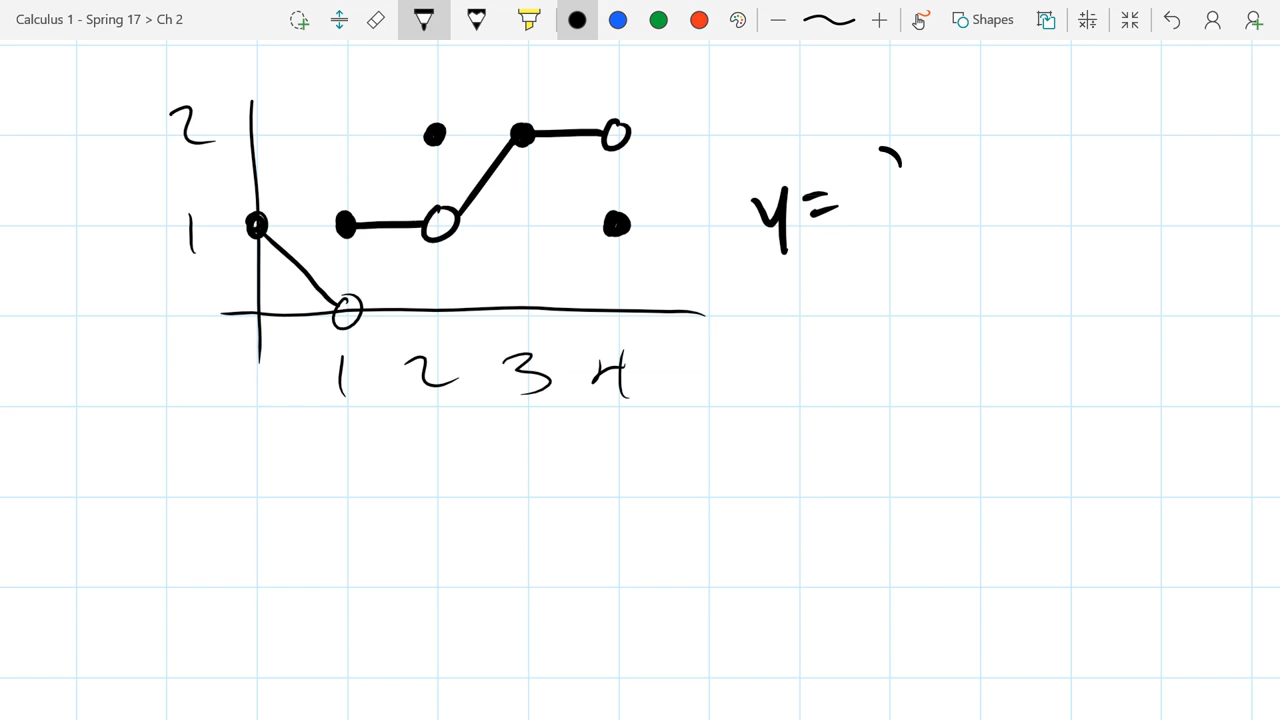 Calculus 1 - Spring 17 > Ch 2
Shapes
2
1
y=
1 2 3 4